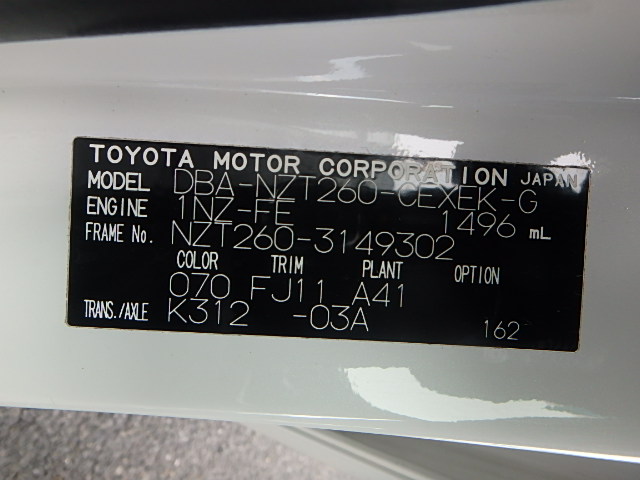 TOYOTA MOTOR CORPORATION JAPAN
MODEL DBA-NZT260-CEXEK-G
ENGINE 1NZ-FE 1496 mL
FRAME No. NZT260-3149302
COLOR TRIM PLANT OPTION
070 FJ11 A41
TRANS./AXLE K312 -03A 162